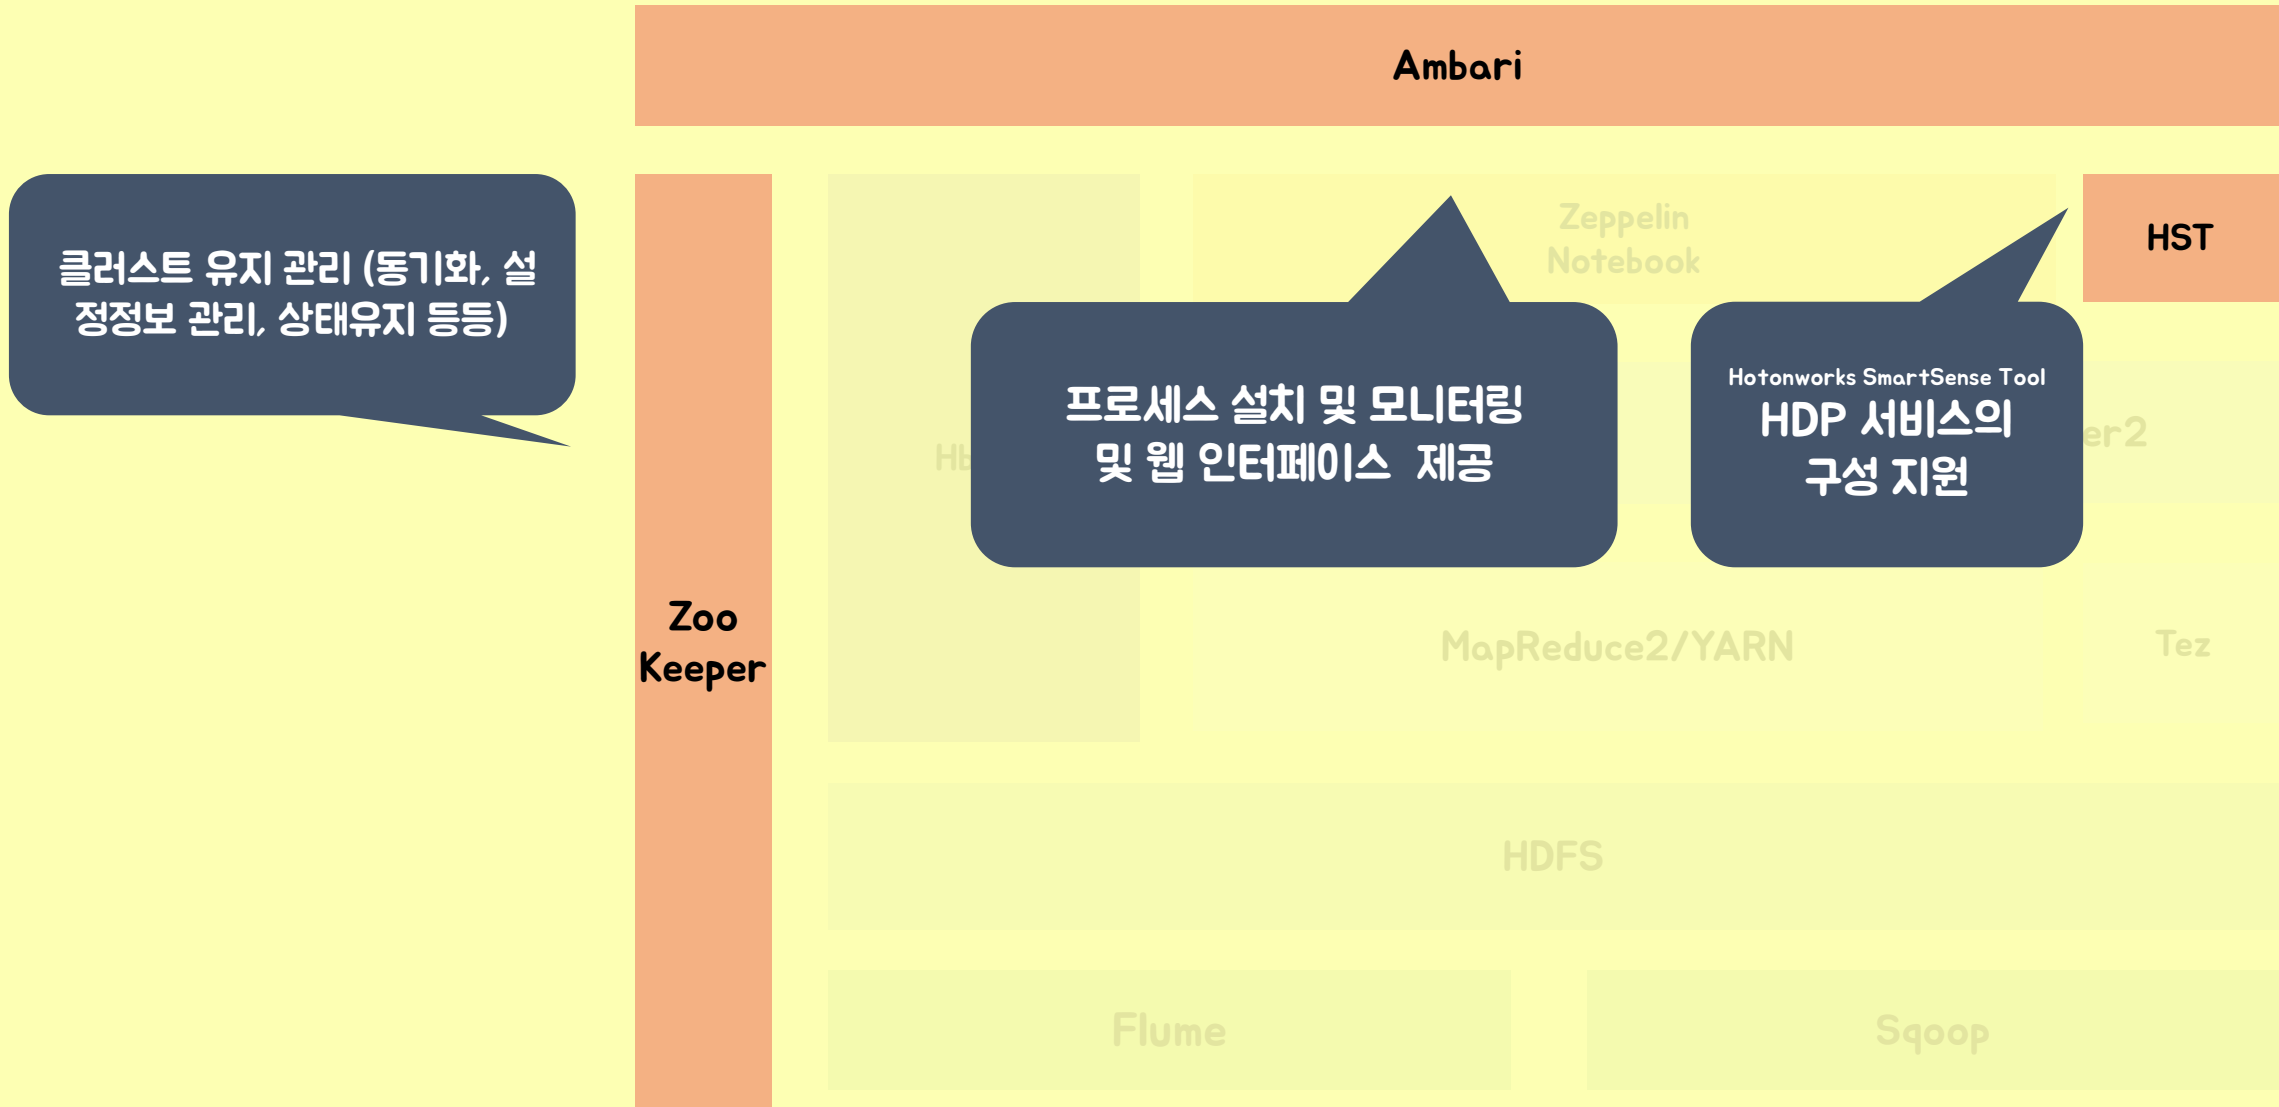 Ambari
클러스트 유지 관리 (동기화, 설
정정보 관리, 상태유지 등등)
Zoo
Keeper
Zeppelin
Notebook
HST
프로세스 설치 및 모니터링
및 웹 인터페이스 제공
Hotonworks SmartSense Tool
HDP 서비스의
구성 지원
MapReduce2/YARN
Tez
HDFS
Flume
Sqoop